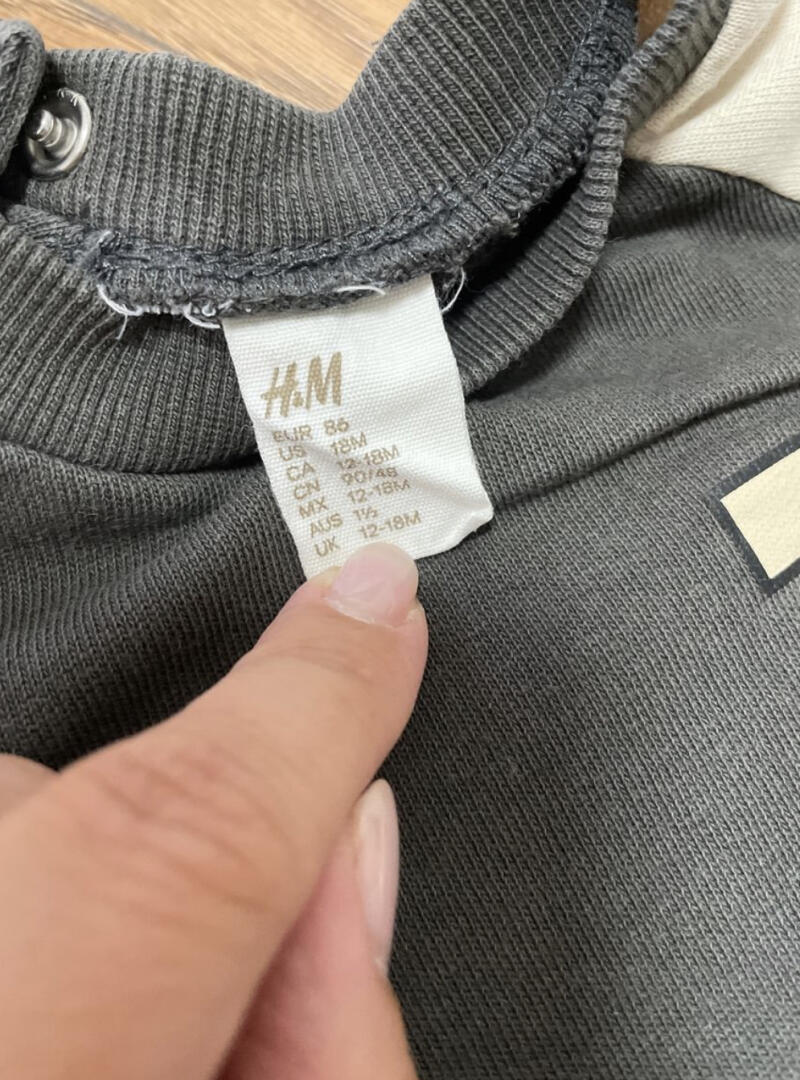 H&M
EUR 86
US 18M
CA 12-18M
CN 90/48
MX 12-18M
AUS 1½
UK 12-18M